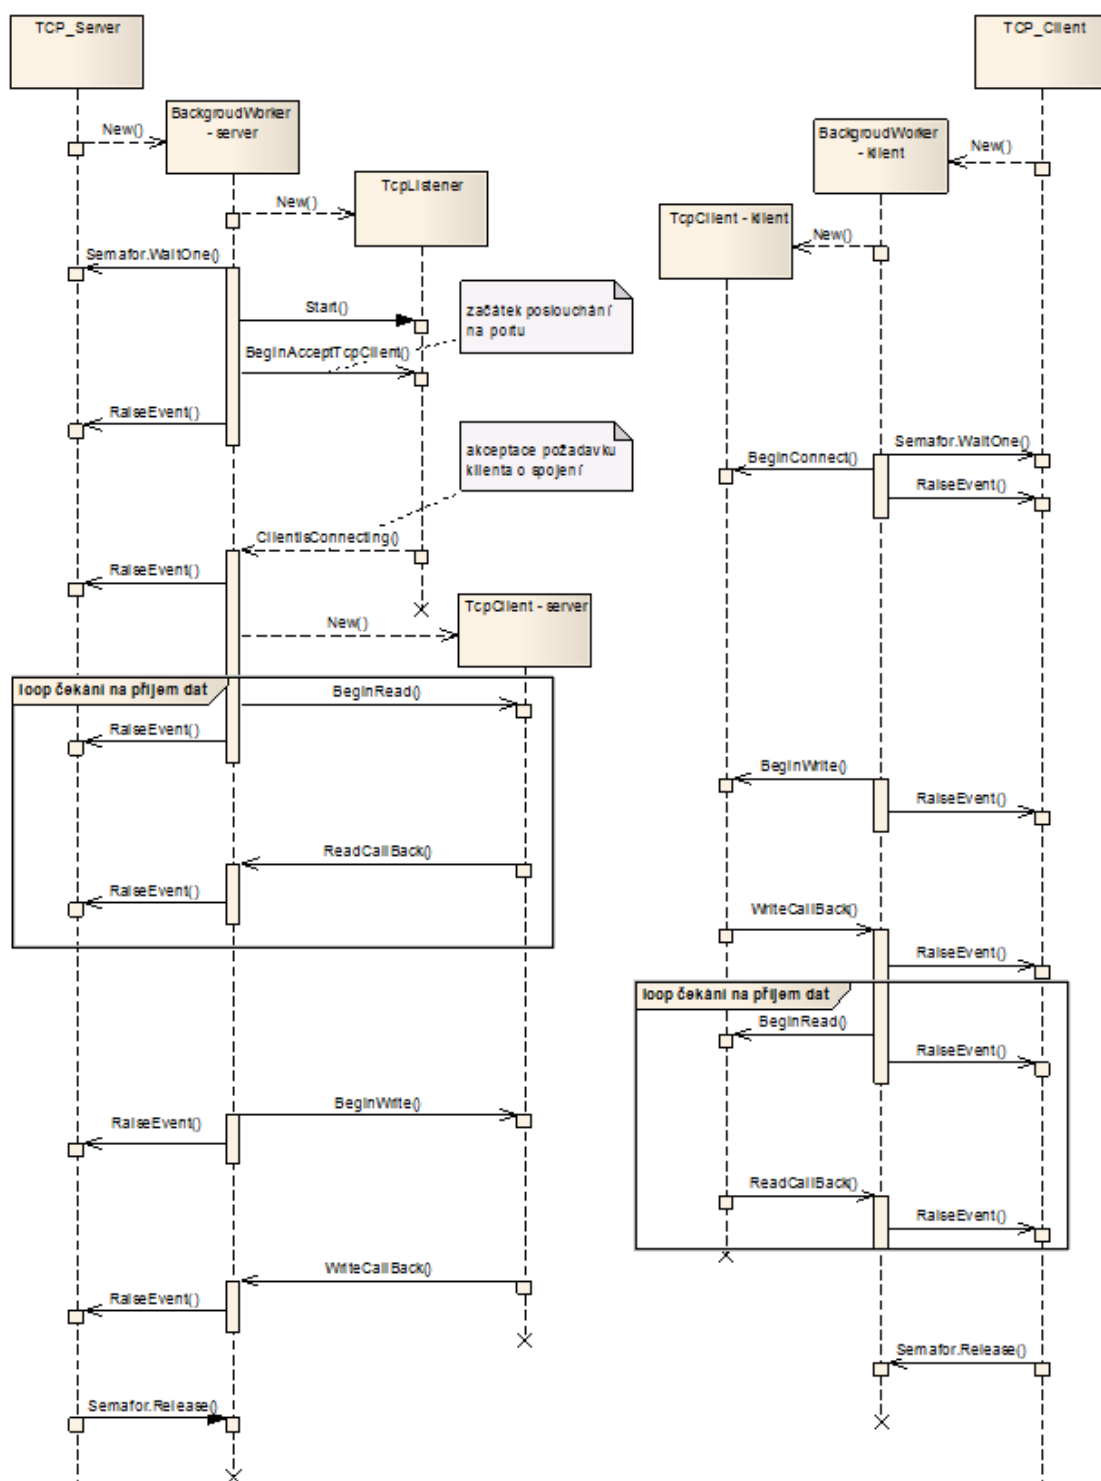 TCP_Server
TCP_Client
BackgroudWorker
- server
New()
BackgroudWorker
- klient
New()
TcpListener
New()
TcpClient - klient
New()
Semafor.WaitOne()
Start()
začátek poslouchání
na portu
BeginAcceptTcpClient()
RaiseEvent()
akceptace požadavku
klienta o spojení
Semafor.WaitOne()
BeginConnect()
RaiseEvent()
ClientIsConnecting()
RaiseEvent()
TcpClient - server
New()
loop čekání na příjem dat
BeginRead()
RaiseEvent()
BeginWrite()
RaiseEvent()
ReadCallBack()
RaiseEvent()
WriteCallBack()
RaiseEvent()
loop čekání na příjem dat
BeginRead()
RaiseEvent()
BeginWrite()
RaiseEvent()
ReadCallBack()
RaiseEvent()
WriteCallBack()
RaiseEvent()
Semafor.Release()
Semafor.Release()